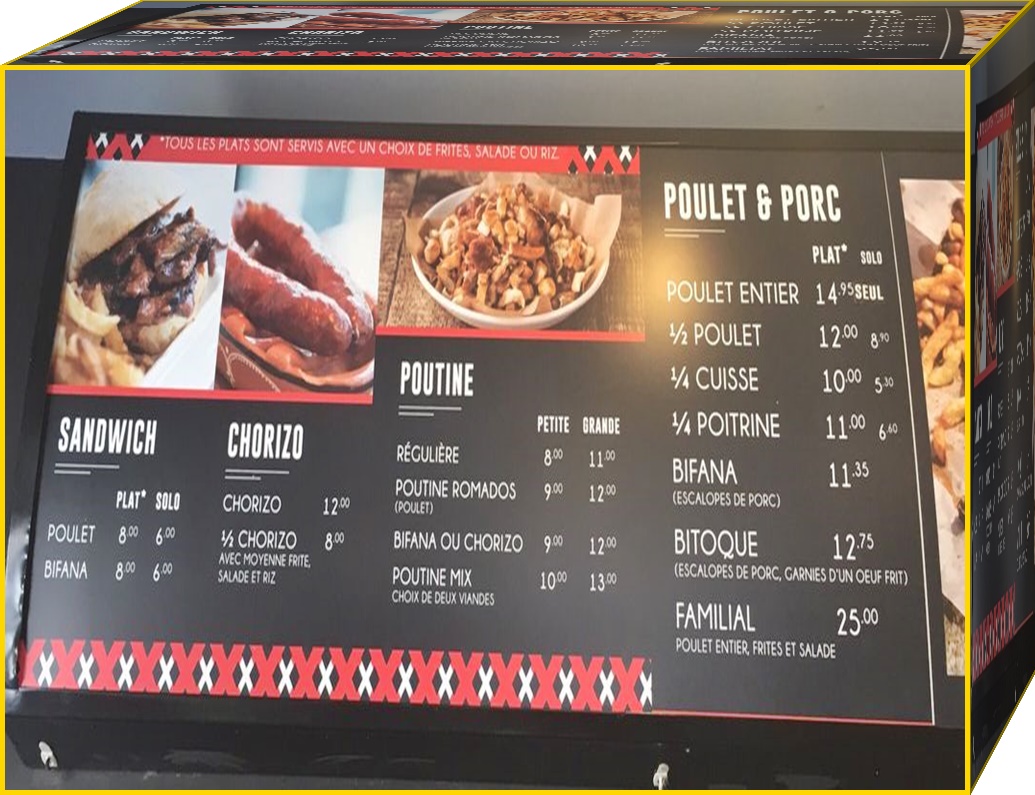 *TOUS LES PLATS SONT SERVIS AVEC UN CHOIX DE FRITES, SALADE OU RIZ.
SANDWICH
PLAT* SOLO
POULET 8.00 6.00
BIFANA 8.00 6.00
CHORIZO
CHORIZO 12.00
½ CHORIZO 8.00
AVEC MOYENNE FRITE,
SALADE ET RIZ
POUTINE
PETITE GRANDE
RÉGULIÈRE 8.00 11.00
POUTINE ROMADOS 9.00 12.00
(POULET)
BIFANA OU CHORIZO 9.00 12.00
POUTINE MIX 10.00 13.00
CHOIX DE DEUX VIANDES
POULET & PORC
PLAT* SOLO
POULET ENTIER 14.95 SEUL
½ POULET 12.00 8.90
¼ CUISSE 10.00 5.30
¼ POITRINE 11.00 6.60
BIFANA 11.35
(ESCALOPES DE PORC)
BITOQUE 12.75
(ESCALOPES DE PORC, GARNIES D'UN OEUF FRIT)
FAMILIAL 25.00
POULET ENTIER, FRITES ET SALADE